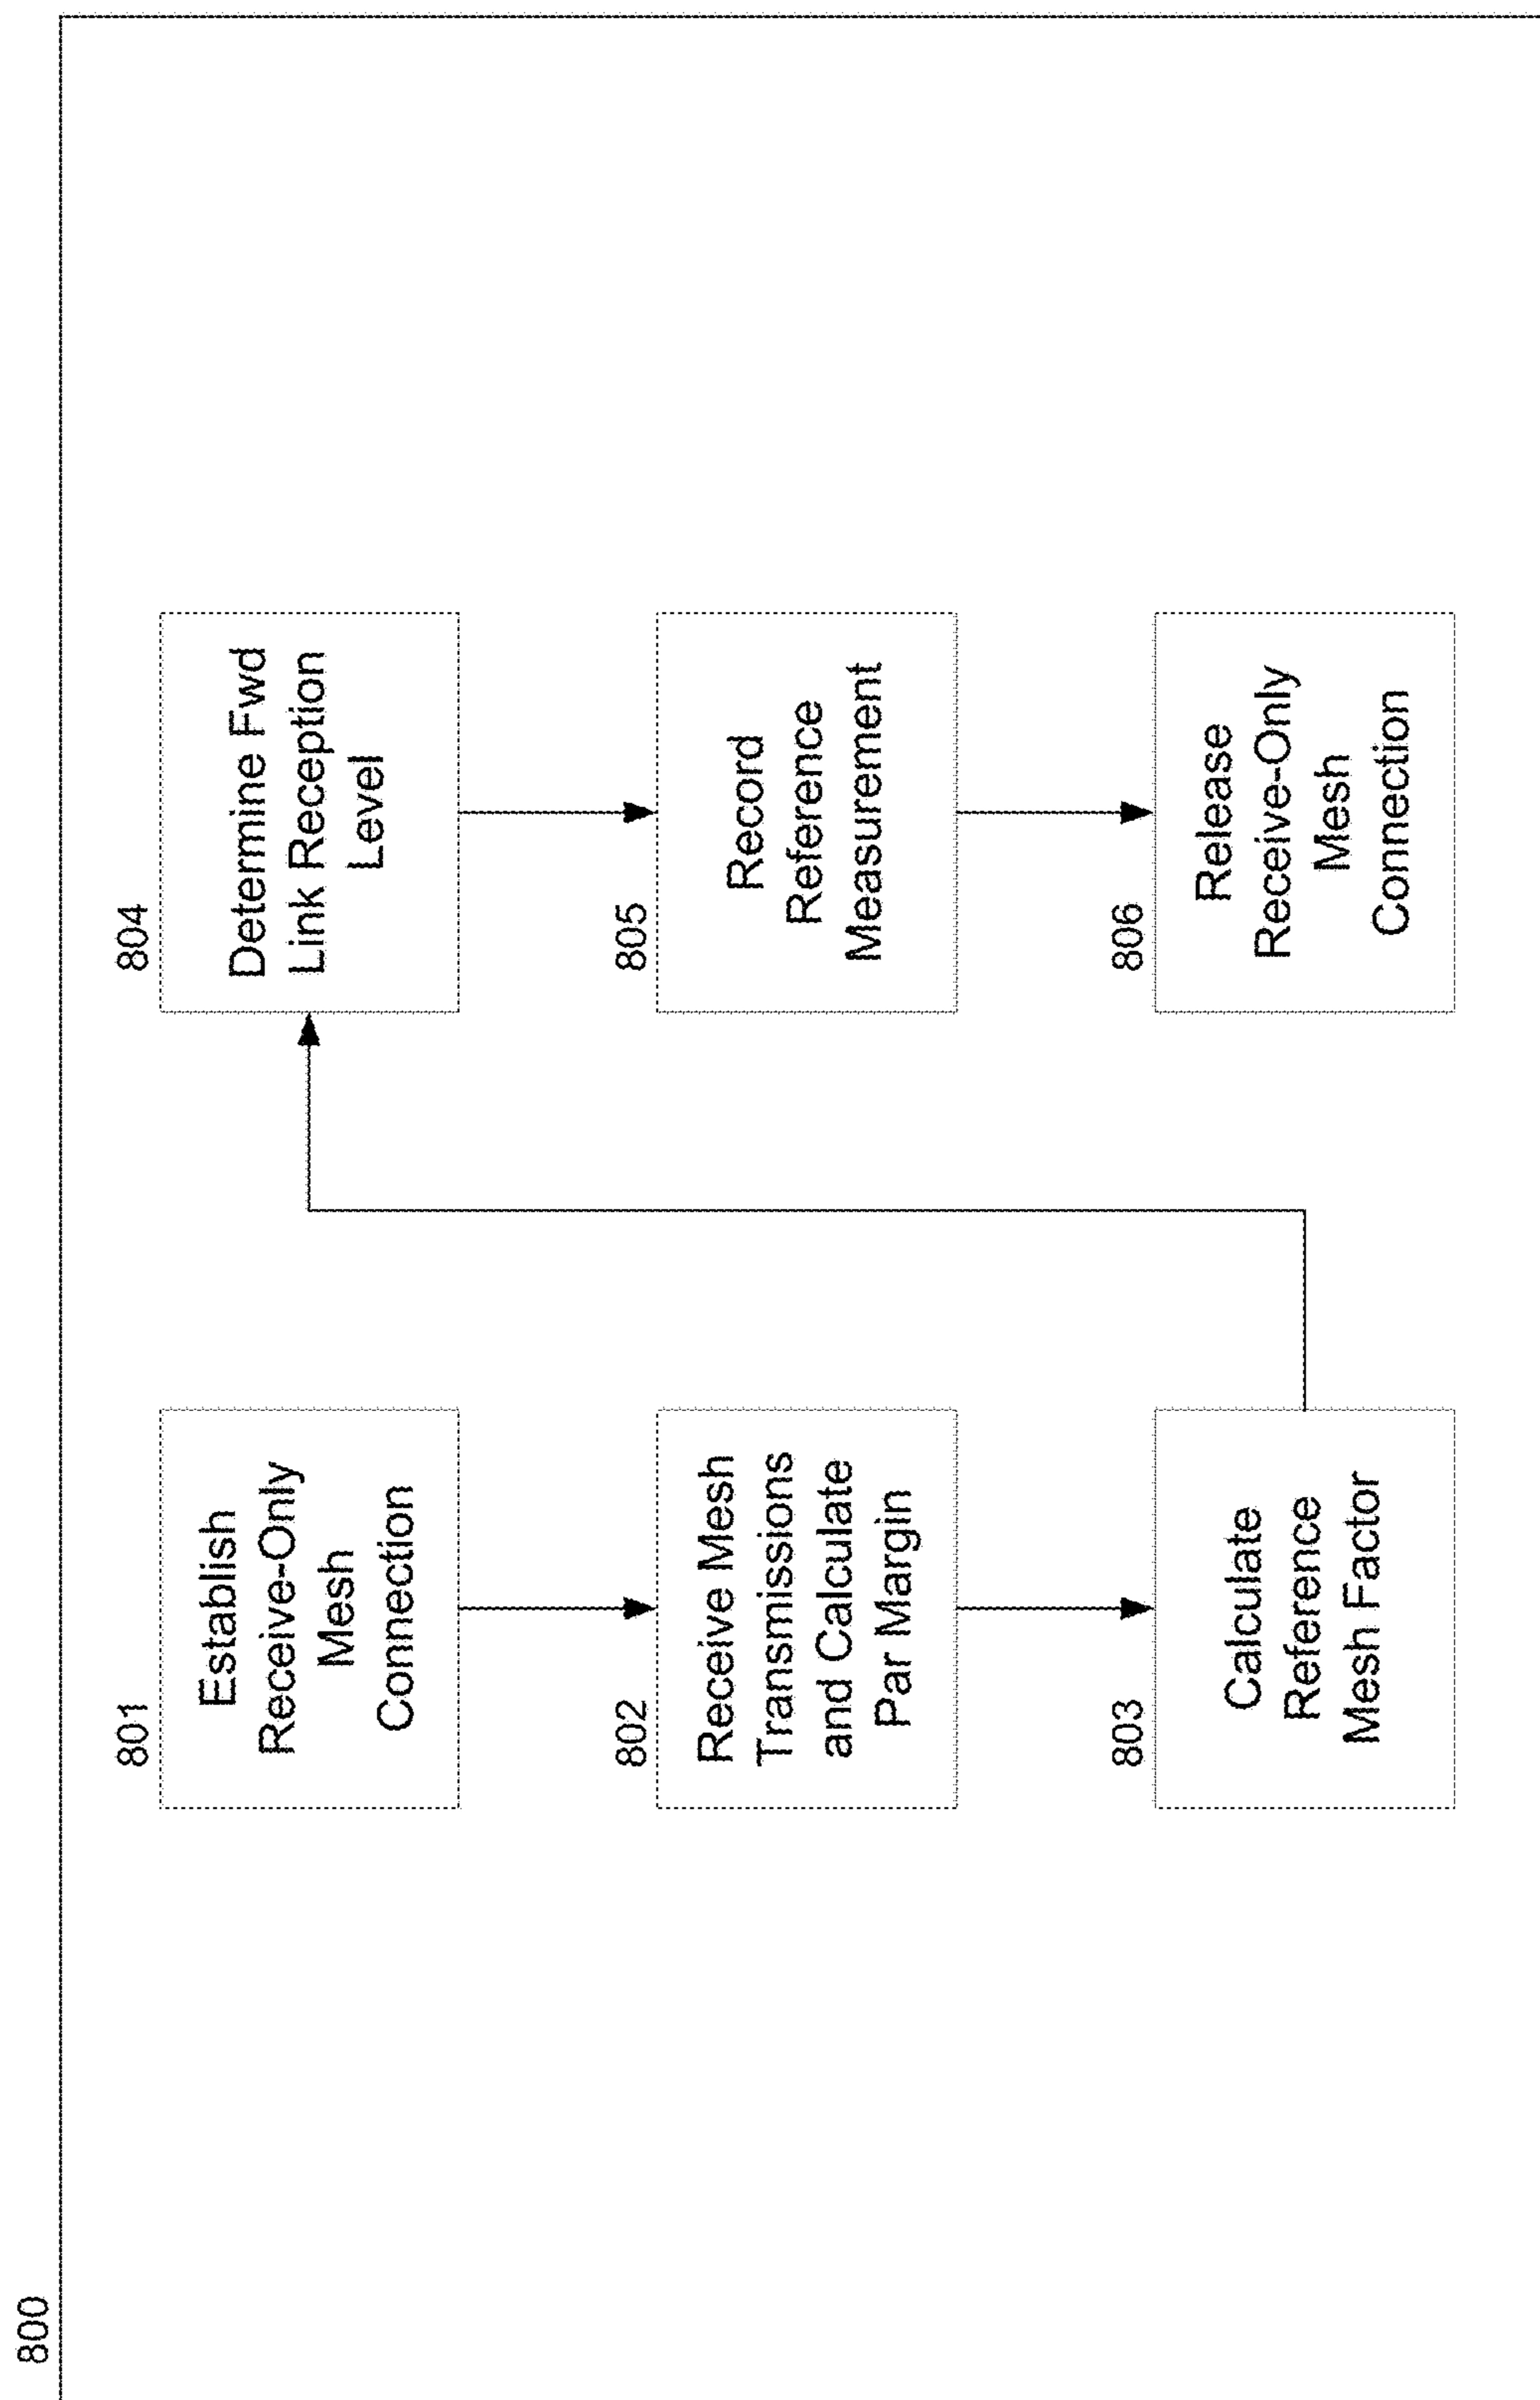 800
801
Establish
Receive-Only
Mesh
Connection
802
Receive Mesh
Transmissions
and Calculate
Par Margin
803
Calculate
Reference
Mesh Factor
804
Determine Fwd
Link Reception
Level
805
Record
Reference
Measurement
806
Release
Receive-Only
Mesh
Connection